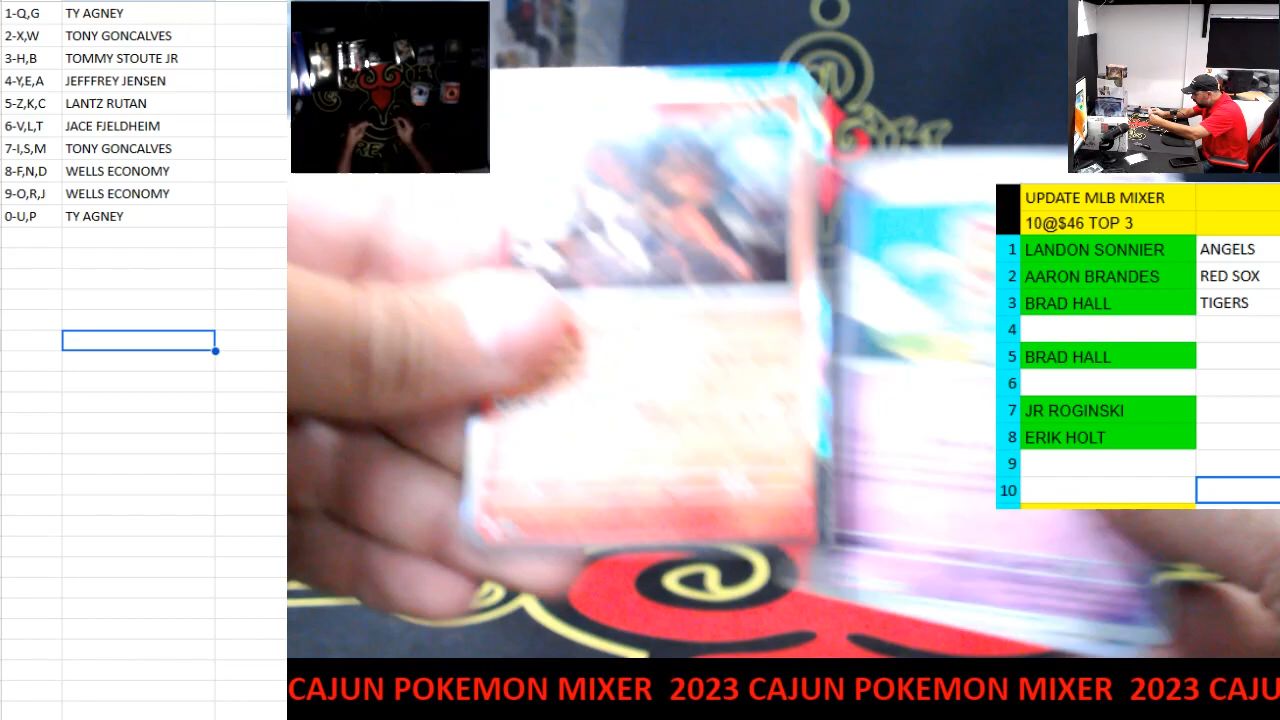 1-Q,G TY AGNEY
2-X,W TONY GONCALVES
3-H,B TOMMY STOUTE JR
4-Y,E,A JEFFFREY JENSEN
5-Z,K,C LANTZ RUTAN
6-V,L,T JACE FJELDHEIM
7-I,S,M TONY GONCALVES
8-F,N,D WELLS ECONOMY
9-O,R,J WELLS ECONOMY
0-U,P TY AGNEY
UPDATE MLB MIXER
10@$46 TOP 3
1 LANDON SONNIER ANGELS
2 AARON BRANDES RED SOX
3 BRAD HALL TIGERS
4
5 BRAD HALL
6
7 JR ROGINSKI
8 ERIK HOLT
9
10
CAJUN POKEMON MIXER 2023 CAJUN POKEMON MIXER 2023 CAJU